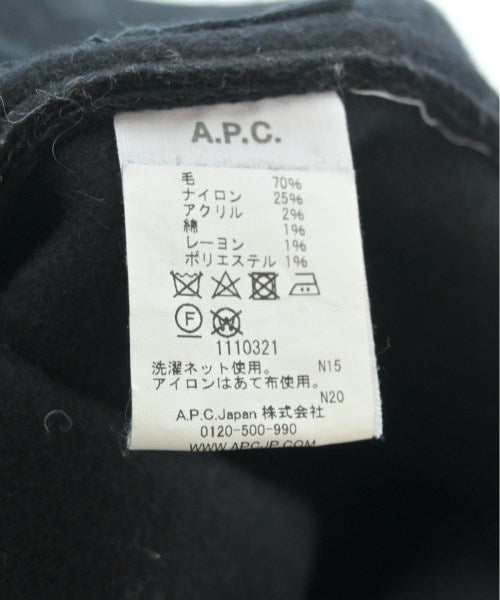 A.P.C.
毛 70%
ナイロン 25%
アクリル 2%
綿 1%
レーヨン 1%
ポリエステル 1%
F W
1110321
洗濯ネット使用。 N15
アイロンはあて布使用。
N20
A.P.C.Japan 株式会社
0120-500-990
WWW.APCJP.COM